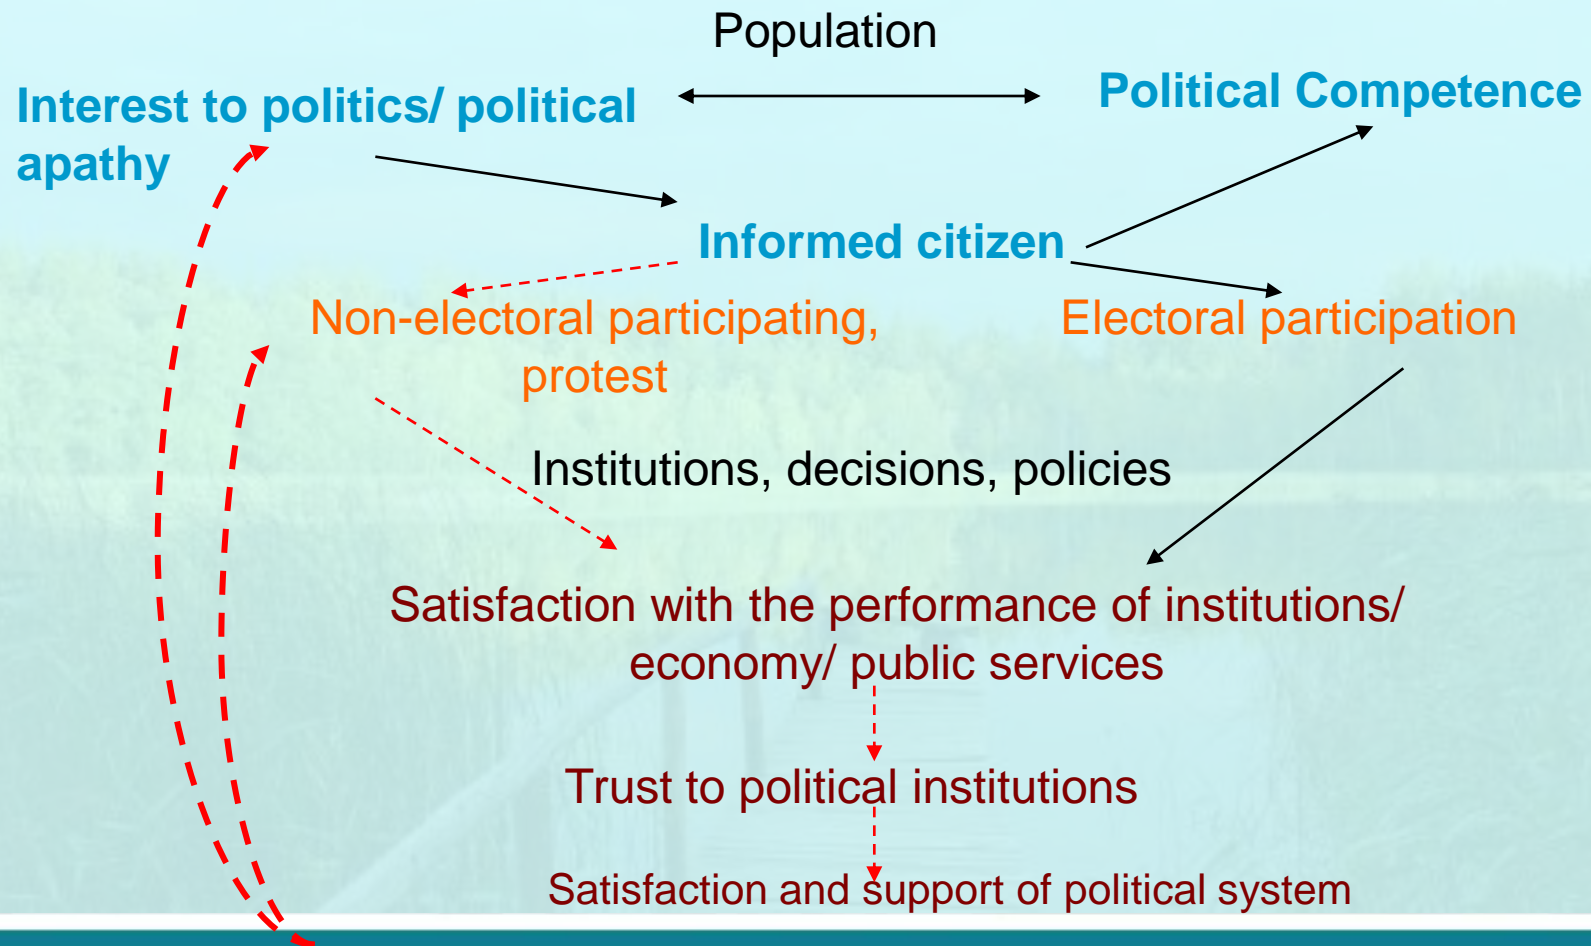 Population
Interest to politics/ political
apathy
Political Competence
Informed citizen
Non-electoral participating,
protest
Electoral participation
Institutions, decisions, policies
Satisfaction with the performance of institutions/
economy/ public services
Trust to political institutions
Satisfaction and support of political system